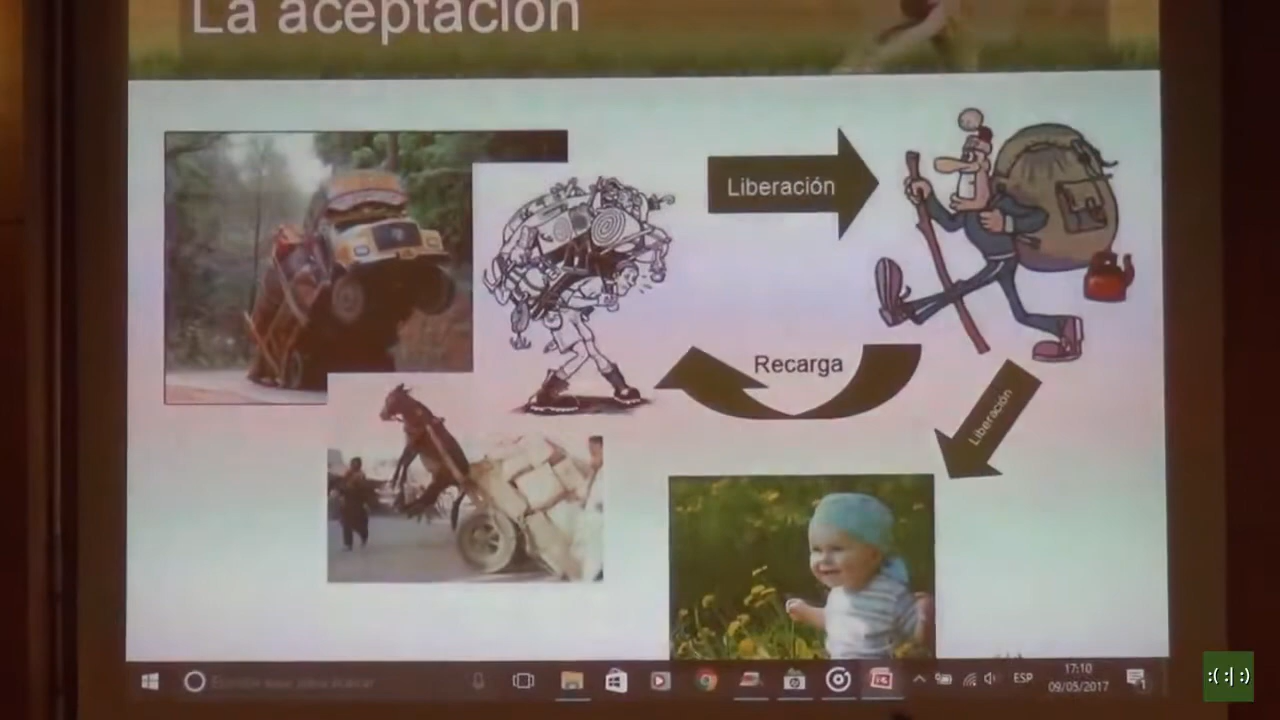 La aceptación
Liberación
Recarga
Liberación
ESP
17:10
09/05/2017
:( :| :)